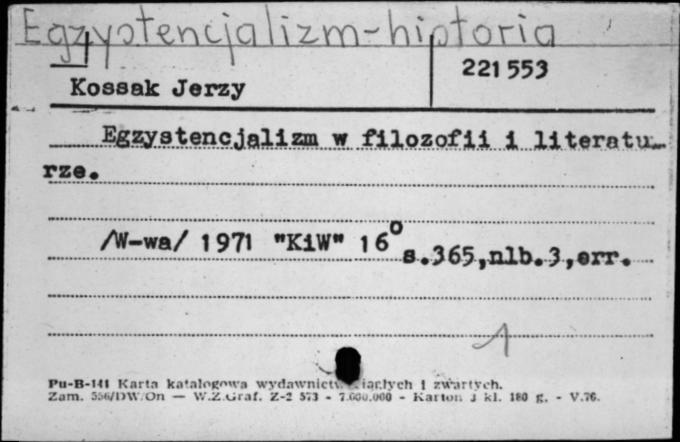 Egzystencjalizm-historia
221553
Kossak Jerzy
Egzystencjalizm w filozofii i literatu
rze.
/W-wa/ 1971 "KiW" 16°
s.365,nlb.3,err.
1
Pu-B-141 Karta katalogowa wydawnictw ciągłych i zwartych.
Zam. 556/DW/On — W.Z.Graf. Z-2 573 - 7.000.000 - Karton 3 kl. 180 g. - V.76.